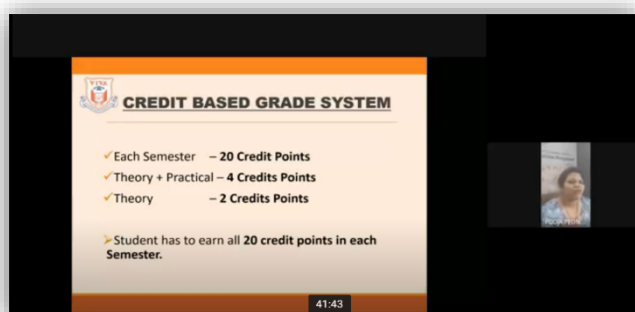 VIVA
CREDIT BASED GRADE SYSTEM
✓Each Semester – 20 Credit Points
✓Theory + Practical – 4 Credits Points
✓Theory – 2 Credits Points
➢Student has to earn all 20 credit points in each
Semester.
41:43